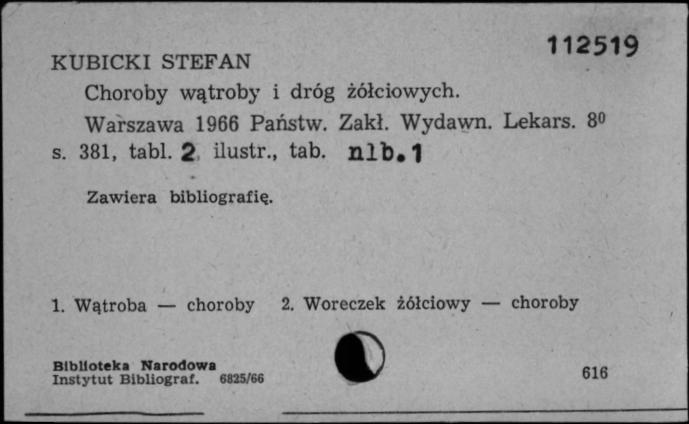 112519
KUBICKI STEFAN
Choroby wątroby i dróg żółciowych.
Warszawa 1966 Państw. Zakł. Wydawn. Lekars. 8⁰
s. 381, tabl. 2, ilustr., tab. nlb.1
Zawiera bibliografię.
1. Wątroba — choroby 2. Woreczek żółciowy — choroby
Biblioteka Narodowa
Instytut Bibliograf. 6825/66
616